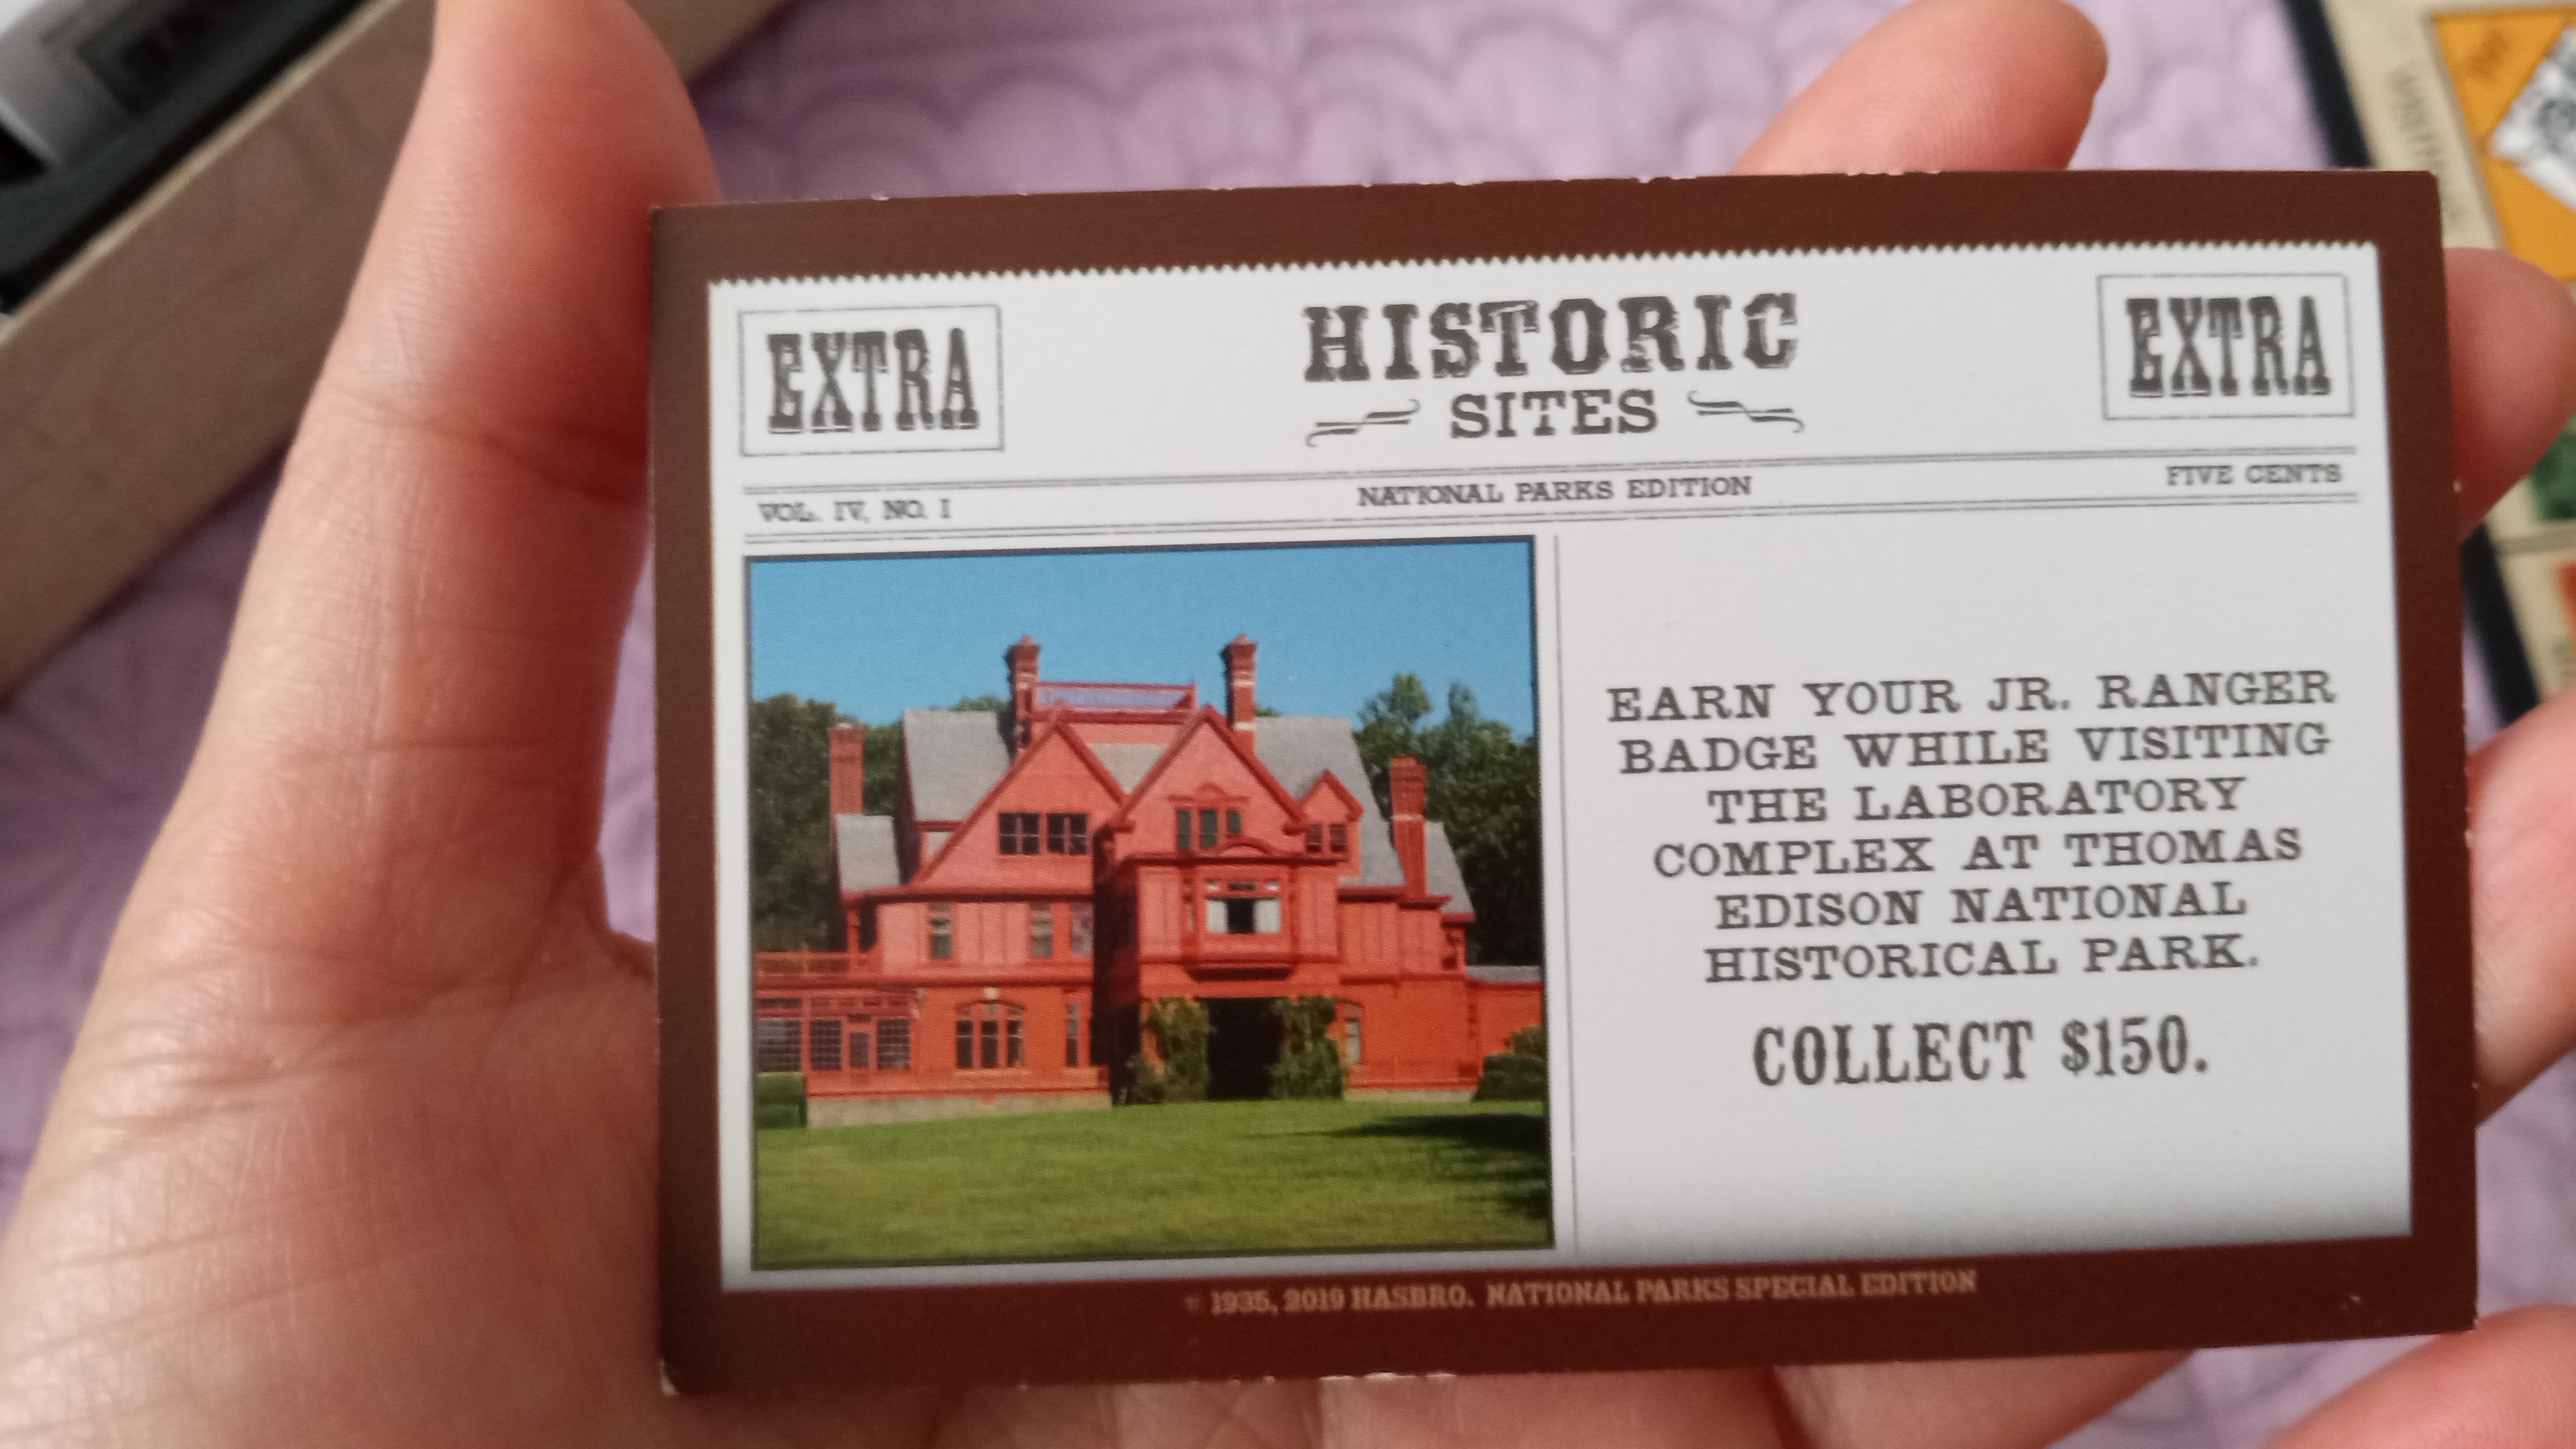 EXTRA
HISTORIC
SITES
EXTRA
VOL. IV, NO. I
NATIONAL PARKS EDITION
FIVE CENTS
EARN YOUR JR. RANGER
BADGE WHILE VISITING
THE LABORATORY
COMPLEX AT THOMAS
EDISON NATIONAL
HISTORICAL PARK.
COLLECT $150.
1935, 2019 HASBRO. NATIONAL PARKS SPECIAL EDITION